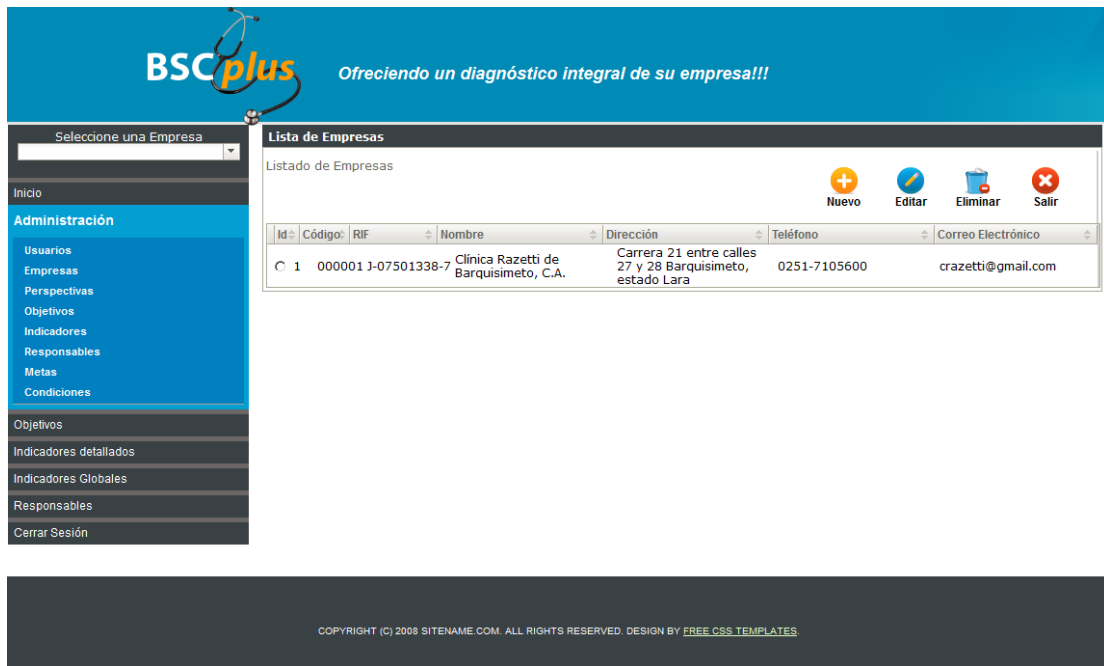 BSCplus
Ofreciendo un diagnóstico integral de su empresa!!!
Seleccione una Empresa
Inicio
Administración
Usuarios
Empresas
Perspectivas
Objetivos
Indicadores
Responsables
Metas
Condiciones
Objetivos
Indicadores detallados
Indicadores Globales
Responsables
Cerrar Sesión
Lista de Empresas
Listado de Empresas
Nuevo Editar Eliminar Salir
Id Código RIF Nombre Dirección Teléfono Correo Electrónico
1 000001 J-07501338-7 Clínica Razetti de Barquisimeto, C.A. Carrera 21 entre calles 27 y 28 Barquisimeto, estado Lara 0251-7105600 crazetti@gmail.com
COPYRIGHT (C) 2008 SITENAME.COM. ALL RIGHTS RESERVED. DESIGN BY FREE CSS TEMPLATES.